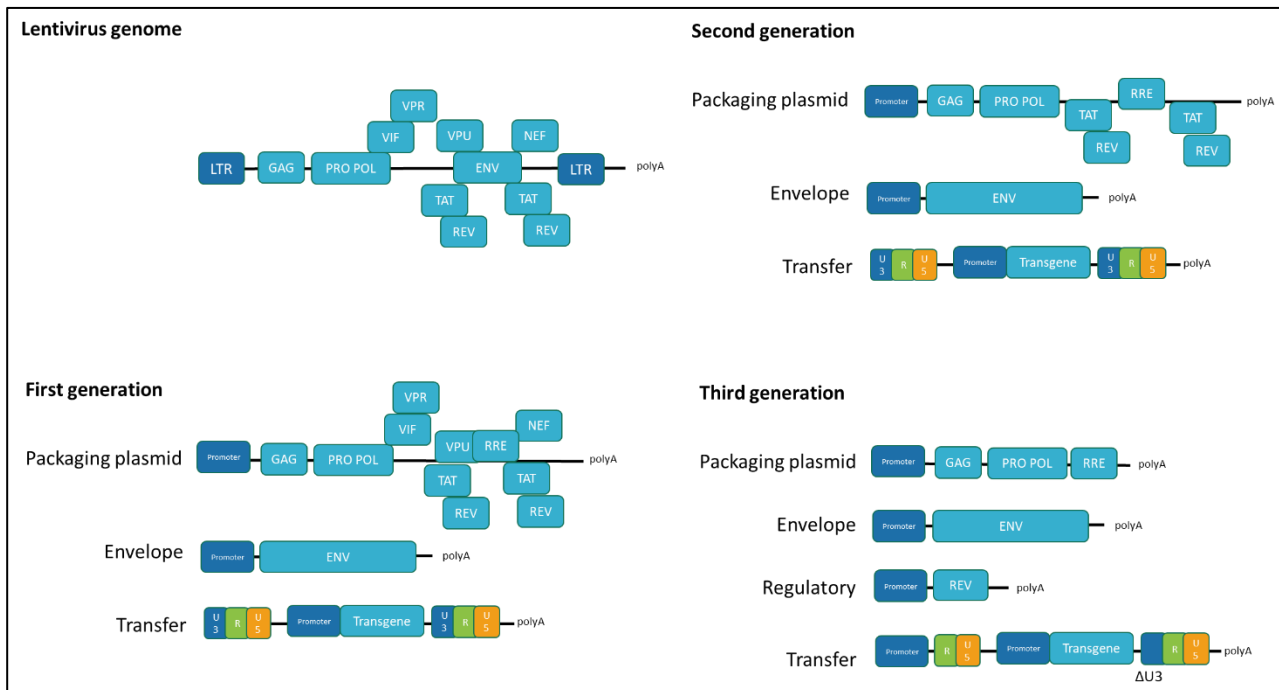 Lentivirus genome
VPR
VIF
VPU
NEF
LTR
GAG
PRO POL
ENV
LTR
polyA
TAT
TAT
REV
REV
Second generation
Packaging plasmid
Promoter
GAG
PRO POL
RRE
polyA
TAT
TAT
REV
REV
Envelope
Promoter
ENV
polyA
Transfer
U
3
R
U
5
Promoter
Transgene
U
3
R
U
5
polyA
First generation
VPR
VIF
NEF
Packaging plasmid
Promoter
GAG
PRO POL
VPU
RRE
polyA
TAT
TAT
REV
REV
Envelope
Promoter
ENV
polyA
Transfer
U
3
R
U
5
Promoter
Transgene
U
3
R
U
5
polyA
Third generation
Packaging plasmid
Promoter
GAG
PRO POL
RRE
polyA
Envelope
Promoter
ENV
polyA
Regulatory
Promoter
REV
polyA
Transfer
Promoter
R
U
5
Promoter
Transgene
R
U
5
polyA
ΔU3